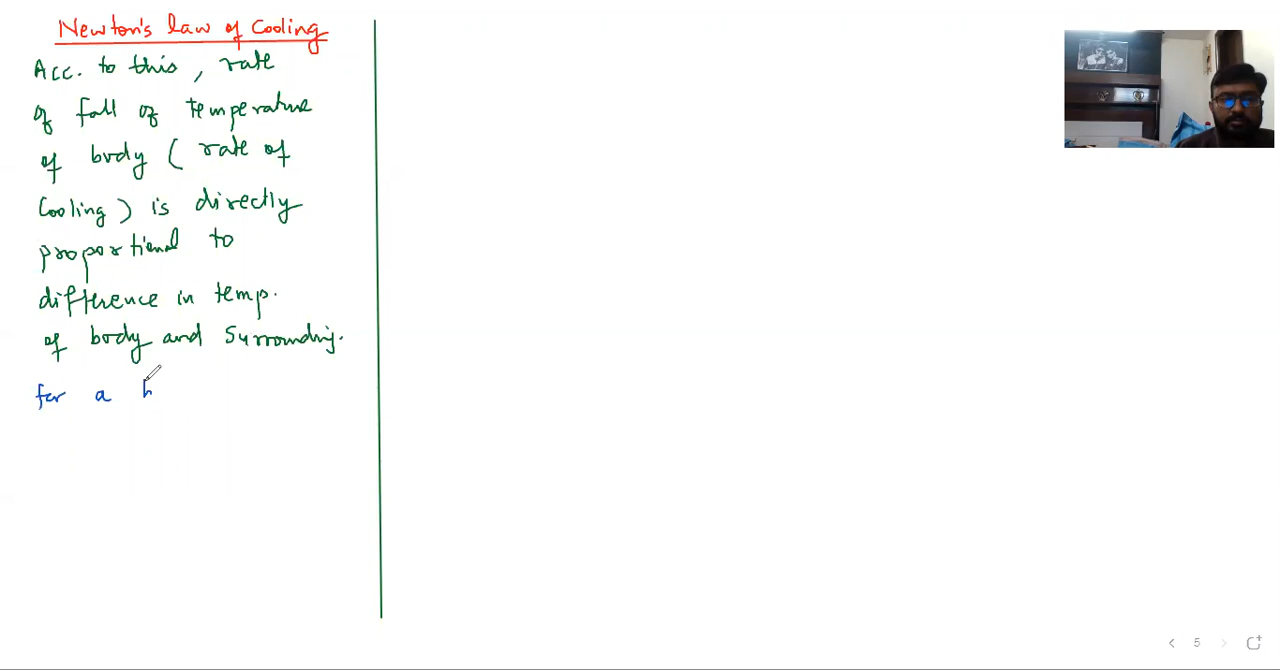 Newton's law of Cooling
Acc. to this, rate
of fall of temperature
of body (rate of
Cooling) is directly
proportional to
difference in temp.
of body and Surrounding.
for a
5